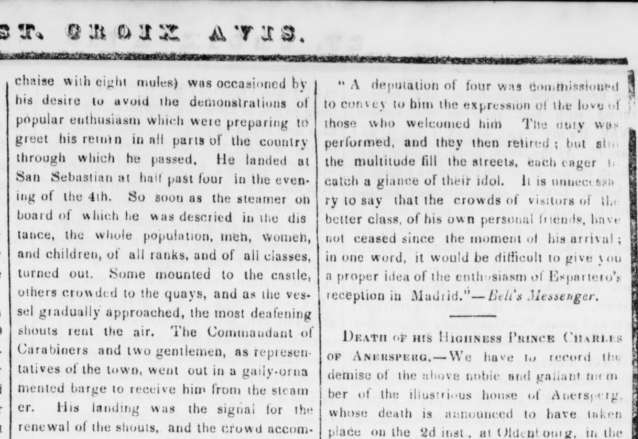 ST. CROIX AVIS.
chaise with eight mules) was occasioned by
his desire to avoid the demonstrations of
popular enthusiasm which were preparing to
greet his return in all parts of the country
through which he passed. He landed at
San Sebastian at half past four in the even-
ing of the 4th. So soon as the steamer on
board of which he was descried in the dis
tance, the whole population, men, women,
and children, of all ranks, and of all classes,
turned out. Some mounted to the castle,
others crowded to the quays, and as the ves-
sel gradually approached, the most deafening
shouts rent the air. The Commandant of
Carabiners and two gentlemen, as represen-
tatives of the town, went out in a gaily-orna
mented barge to receive him from the steam
er. His landing was the signal for the
renewal of the shouts, and the crowd accom-
" A deputation of four was commissioned
to convey to him the expression of the love of
those who welcomed him The duty was
performed, and they then retired ; but still
the multitude fill the streets, each eager t
catch a glance of their idol. It is unnecessa
ry to say that the crowds of visitors of the
better class, of his own personal friends, have
not ceased since the moment of his arrival ;
in one word, it would be difficult to give you
a proper idea of the enthusiasm of Espartero's
reception in Madrid."—Bell's Messenger.
DEATH OF HIS HIGHNESS PRINCE CHARLES
OF ANERSPERG.—We have to record the
demise of the above noble and gallant mem
ber of the illustrious house of Anersperg,
whose death is announced to have taken
place on the 2d inst., at Oldenbourg, in the